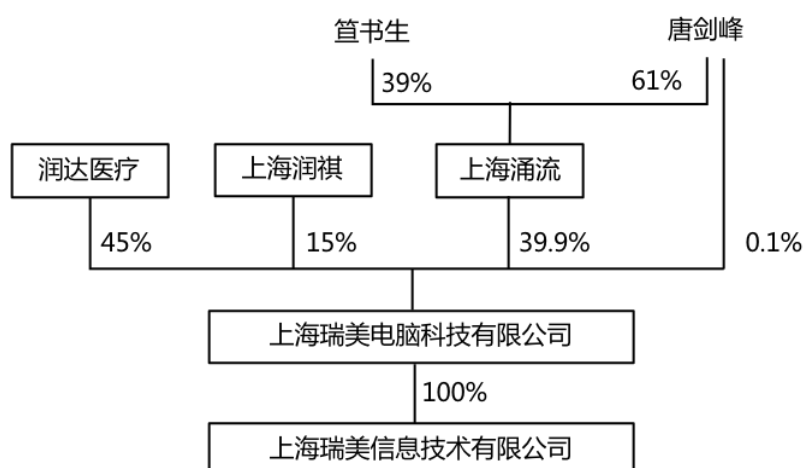 笪书生 唐剑峰
39% 61%
润达医疗 上海润祺 上海涌流
45% 15% 39.9% 0.1%
上海瑞美电脑科技有限公司
100%
上海瑞美信息技术有限公司